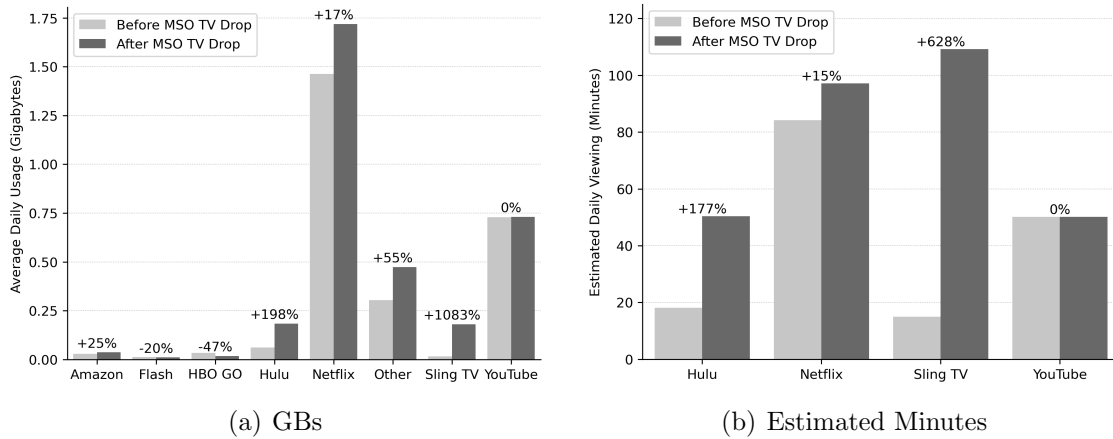 Before MSO TV Drop
After MSO TV Drop
Average Daily Usage (Gigabytes)
1.75
1.50
1.25
1.00
0.75
0.50
0.25
0.00
+25%
-20%
-47%
+198%
+17%
+55%
+1083%
0%
Amazon Flash HBO GO Hulu Netflix Other Sling TV YouTube
(a) GBs
Before MSO TV Drop
After MSO TV Drop
Estimated Daily Viewing (Minutes)
120
100
80
60
40
20
0
+177%
+15%
+628%
0%
Hulu Netflix Sling TV YouTube
(b) Estimated Minutes